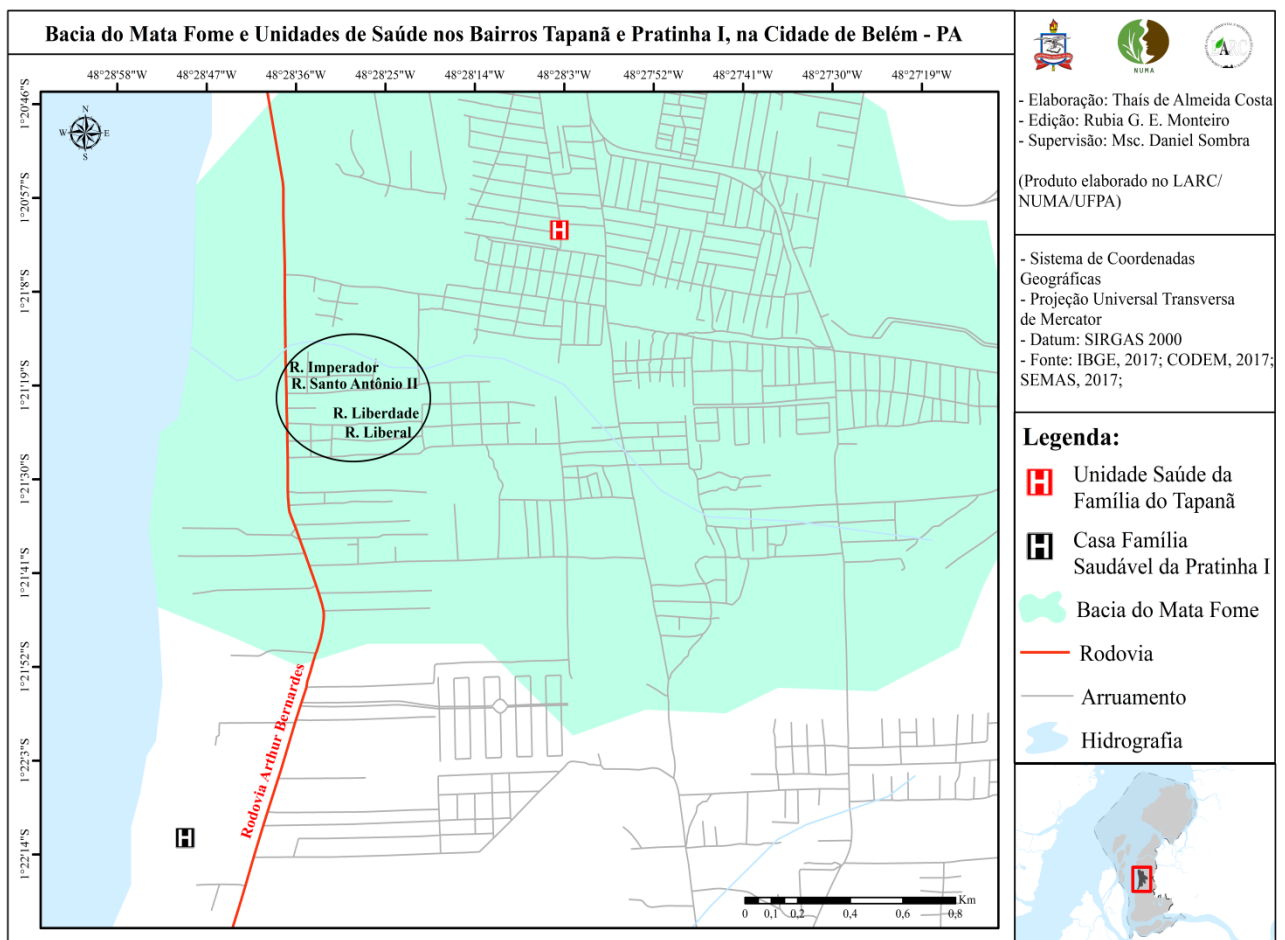 Bacia do Mata Fome e Unidades de Saúde nos Bairros Tapanã e Pratinha I, na Cidade de Belém - PA
48°28'58"W 48°28'47"W 48°28'36"W 48°28'25"W 48°28'14"W 48°28'3"W 48°27'52"W 48°27'41"W 48°27'30"W 48°27'19"W
1°20'46"S
1°20'57"S
1°21'8"S
1°21'19"S
1°21'30"S
1°21'41"S
1°21'52"S
1°22'3"S
1°22'14"S
N
W E
S
H
R. Imperador
R. Santo Antônio II
R. Liberdade
R. Liberal
Rodovia Arthur Bernardes
H
Km
0 0,1 0,2 0,4 0,6 0,8
NUMA
- Elaboração: Thaís de Almeida Costa
- Edição: Rubia G. E. Monteiro
- Supervisão: Msc. Daniel Sombra
(Produto elaborado no LARC/
NUMA/UFPA)
- Sistema de Coordenadas
Geográficas
- Projeção Universal Transversa
de Mercator
- Datum: SIRGAS 2000
- Fonte: IBGE, 2017; CODEM, 2017;
SEMAS, 2017;
Legenda:
H Unidade Saúde da
Família do Tapanã
H Casa Família
Saudável da Pratinha I
Bacia do Mata Fome
Rodovia
Arruamento
Hidrografia